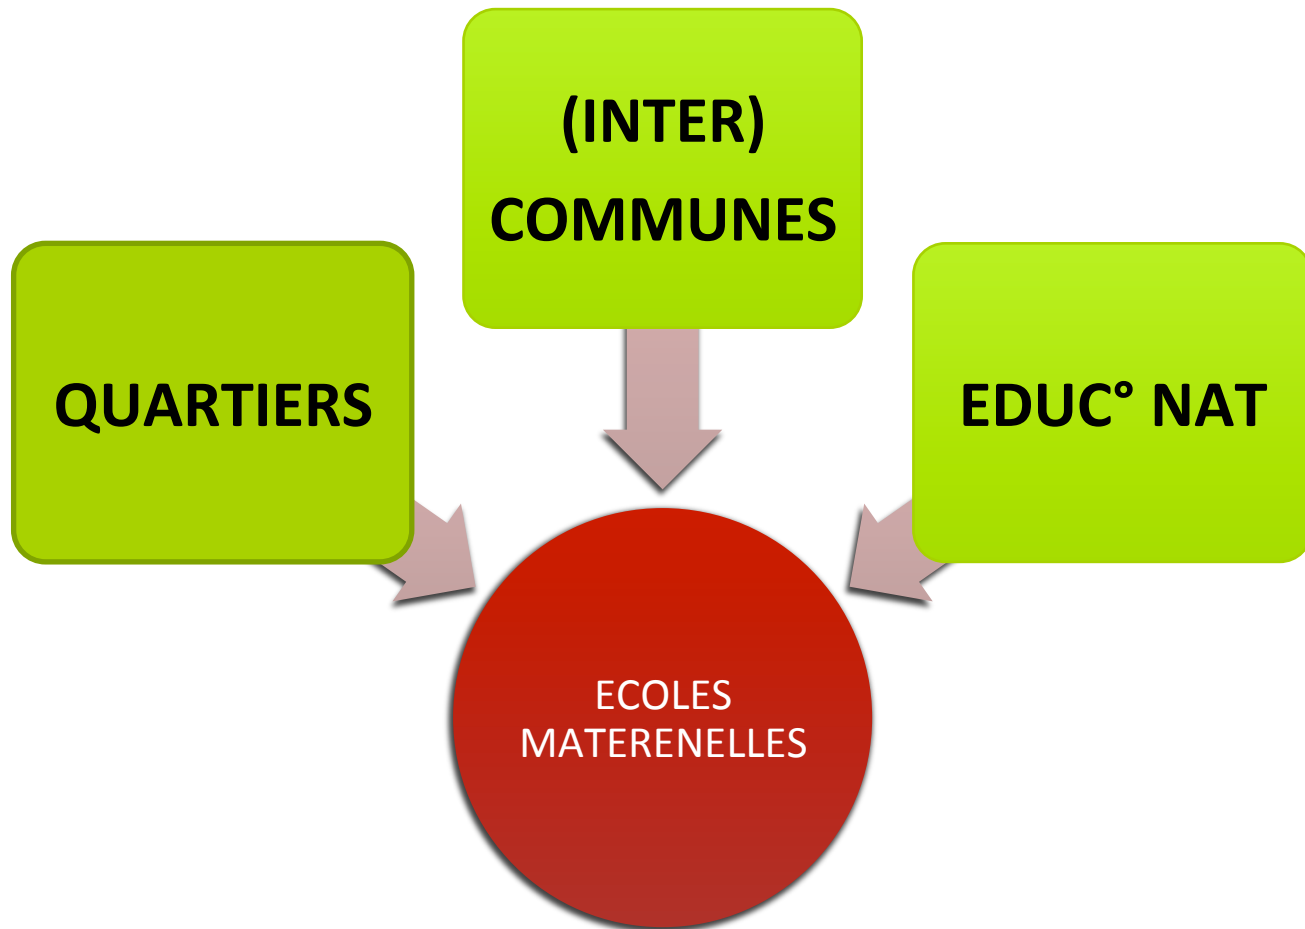 (INTER)
COMMUNES
QUARTIERS
EDUC° NAT
ECOLES
MATERENELLES